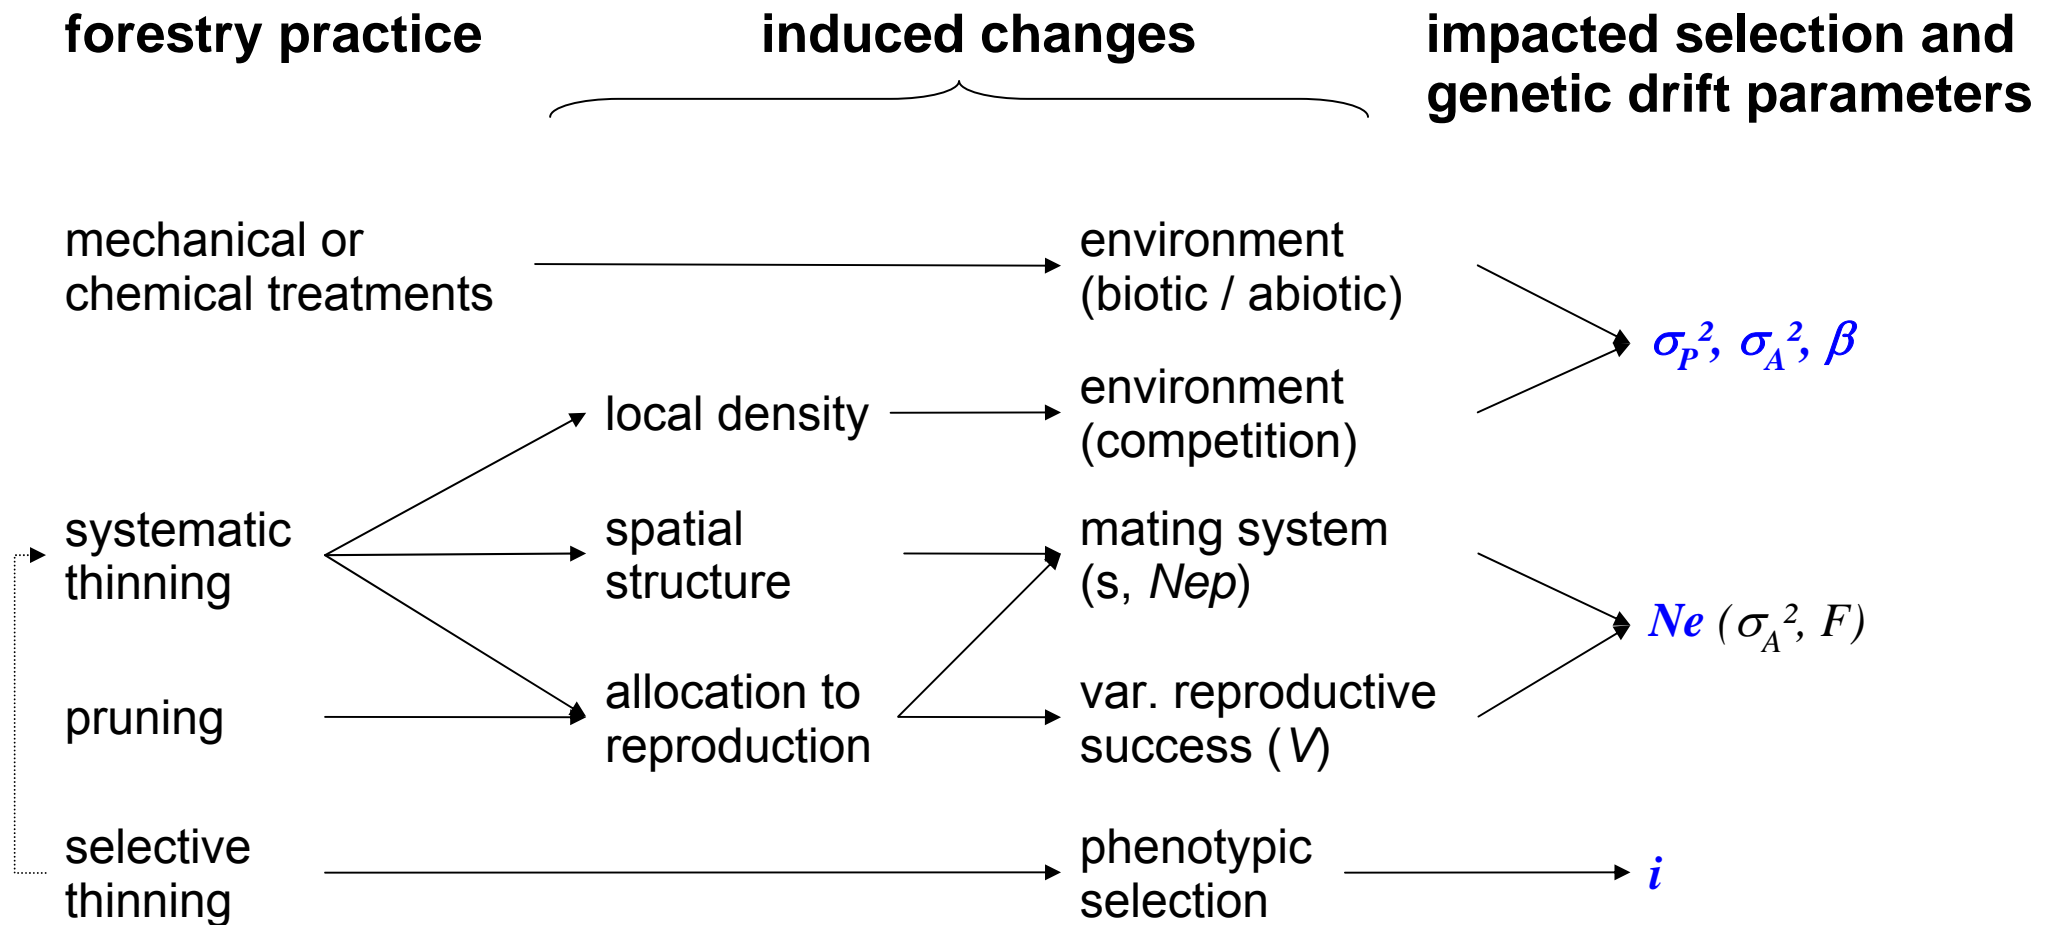 forestry practice
induced changes
impacted selection and
genetic drift parameters
mechanical or
chemical treatments
environment
(biotic / abiotic)
σP², σA², β
local density
environment
(competition)
systematic
thinning
spatial
structure
mating system
(s, Nep)
Ne (σA², F)
pruning
allocation to
reproduction
var. reproductive
success (V)
selective
thinning
phenotypic
selection
i